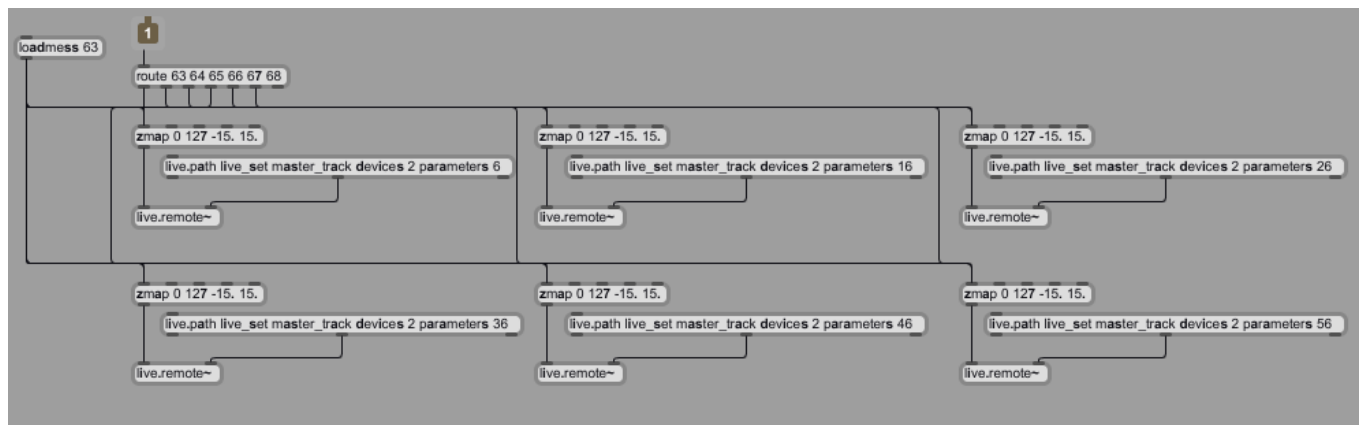 1
loadmess 63
route 63 64 65 66 67 68
zmap 0 127 -15. 15.
zmap 0 127 -15. 15.
zmap 0 127 -15. 15.
live.path live_set master_track devices 2 parameters 6
live.path live_set master_track devices 2 parameters 16
live.path live_set master_track devices 2 parameters 26
live.remote~
live.remote~
live.remote~
zmap 0 127 -15. 15.
zmap 0 127 -15. 15.
zmap 0 127 -15. 15.
live.path live_set master_track devices 2 parameters 36
live.path live_set master_track devices 2 parameters 46
live.path live_set master_track devices 2 parameters 56
live.remote~
live.remote~
live.remote~